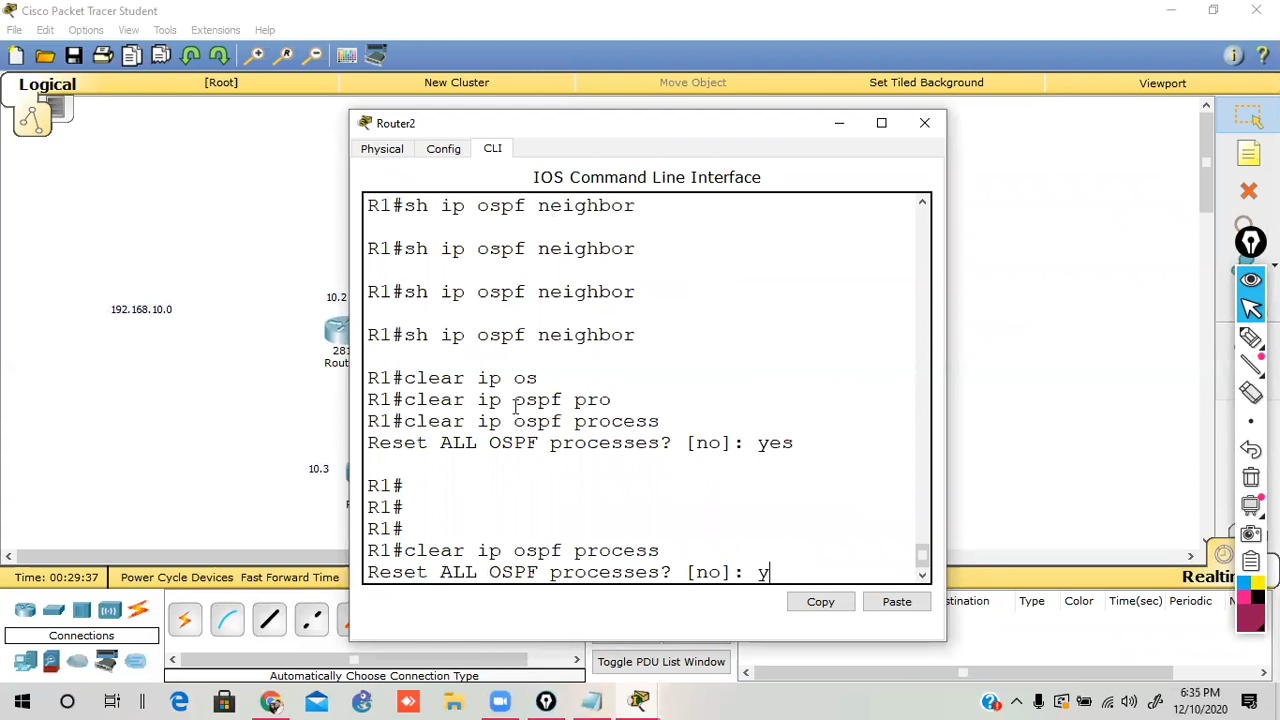 Cisco Packet Tracer Student
File Edit Options View Tools Extensions Help
Logical [Root] New Cluster Move Object Set Tiled Background Viewport
Router2
Physical Config CLI
IOS Command Line Interface
R1#sh ip ospf neighbor
R1#sh ip ospf neighbor
R1#sh ip ospf neighbor
R1#sh ip ospf neighbor
R1#clear ip os
R1#clear ip ospf pro
R1#clear ip ospf process
Reset ALL OSPF processes? [no]: yes
R1#
R1#
R1#
R1#clear ip ospf process
Reset ALL OSPF processes? [no]: y
Copy Paste
10.2
192.168.10.0
281
Rout
10.3
Time: 00:29:37 Power Cycle Devices Fast Forward Time Realtin
Connections
Automatically Choose Connection Type
Toggle PDU List Window
stination Type Color Time(sec) Periodic N
6:35 PM
12/10/2020